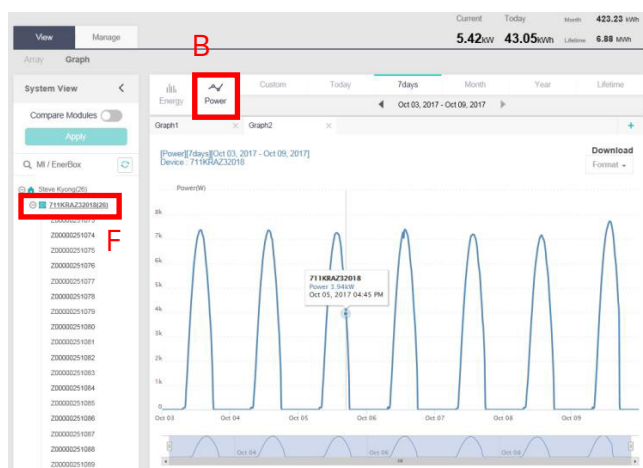 Current Today Month 423.23 kWh
5.42kW 43.05kWh Lifetime 6.88 MWh
View Manage
B
Array Graph
System View <
Energy Power Custom Today 7days Month Year Lifetime
Compare Modules
Oct 03, 2017 - Oct 09, 2017
Apply
Graph1 × Graph2 × +
MI / EnerBox
[Power][7days][Oct 03, 2017 - Oct 09, 2017]
Device : 711KRAZ32018
Download
Format
Steve Kyong(26)
711KRAZ32018(26)
F
Z00000251073
Z00000251074
Z00000251075
Z00000251076
Z00000251077
Z00000251078
Z00000251079
Z00000251080
Z00000251081
Z00000251082
Z00000251083
Z00000251084
Z00000251085
Z00000251086
Z00000251087
Z00000251088
Z00000251089
Power(W)
8k
7k
6k
5k
4k
3k
2k
1k
0
711KRAZ32018
Power 3.94kW
Oct 05, 2017 04:45 PM
Oct 03 Oct 04 Oct 05 Oct 06 Oct 07 Oct 08 Oct 09
Oct 04 Oct 06 Oct 08